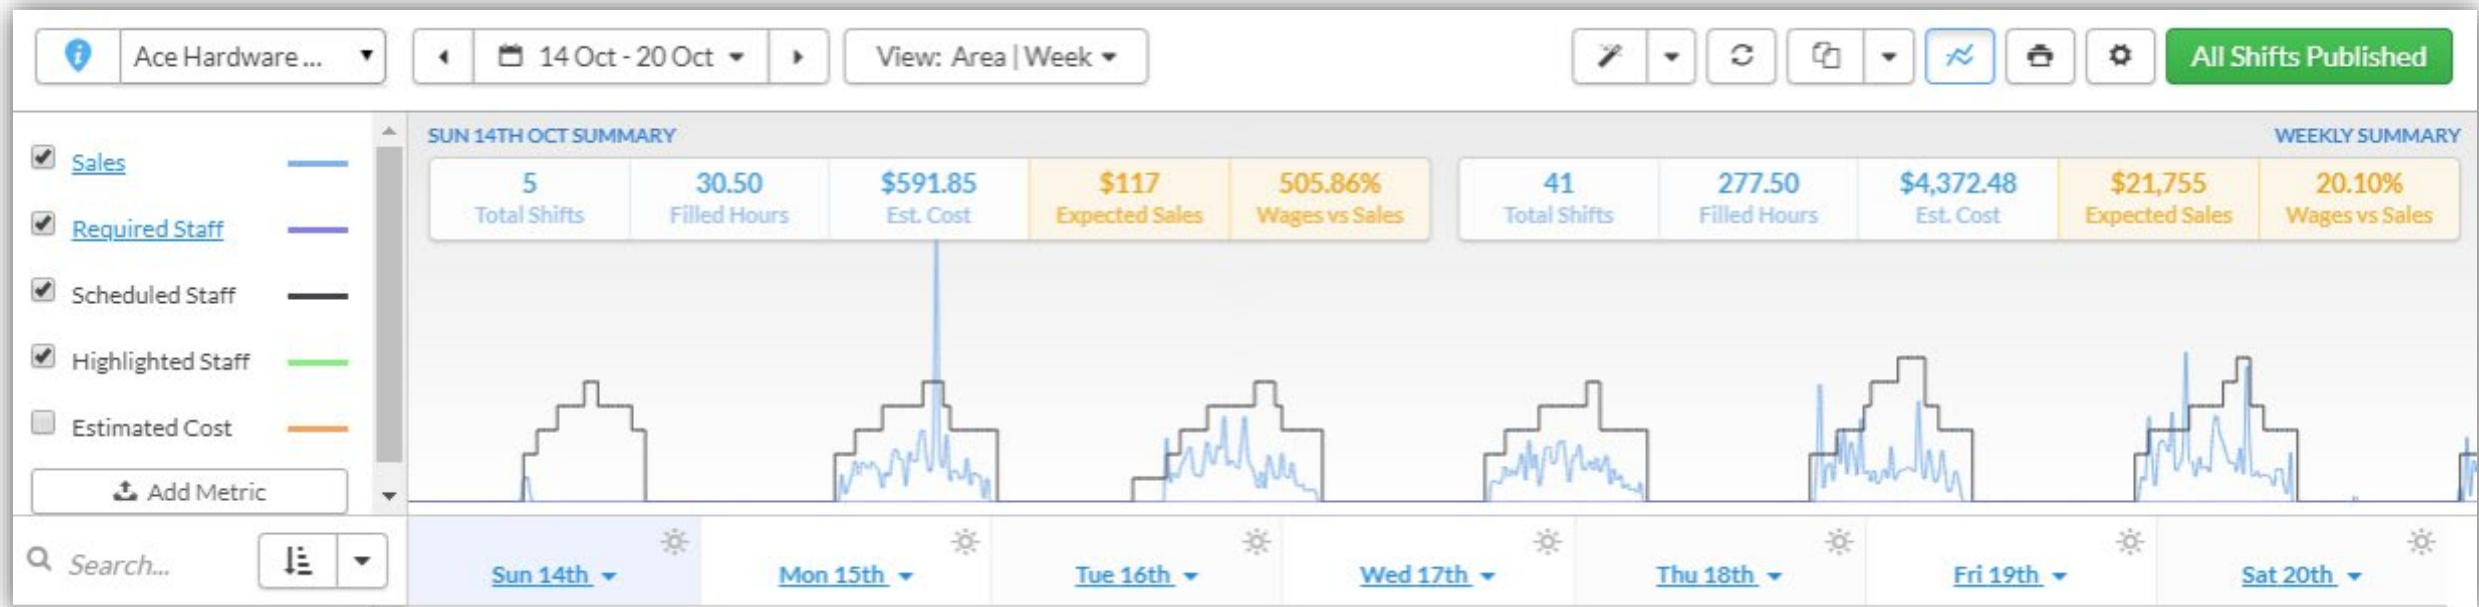 Ace Hardware ...
14 Oct - 20 Oct
View: Area | Week
All Shifts Published
Sales
Required Staff
Scheduled Staff
Highlighted Staff
Estimated Cost
Add Metric
Search...
SUN 14TH OCT SUMMARY
5
Total Shifts
30.50
Filled Hours
$591.85
Est. Cost
$117
Expected Sales
505.86%
Wages vs Sales
WEEKLY SUMMARY
41
Total Shifts
277.50
Filled Hours
$4,372.48
Est. Cost
$21,755
Expected Sales
20.10%
Wages vs Sales
Sun 14th
Mon 15th
Tue 16th
Wed 17th
Thu 18th
Fri 19th
Sat 20th